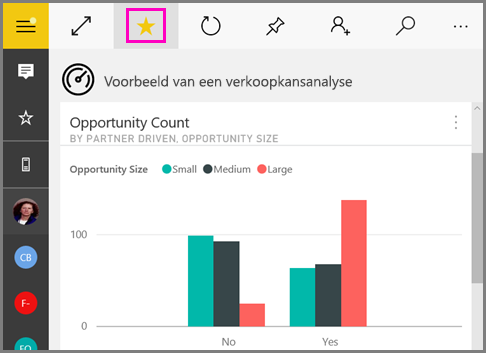 Voorbeeld van een verkoopkansanalyse
Opportunity Count
BY PARTNER DRIVEN, OPPORTUNITY SIZE
Opportunity Size Small Medium Large
100
0
No Yes
CB
F-